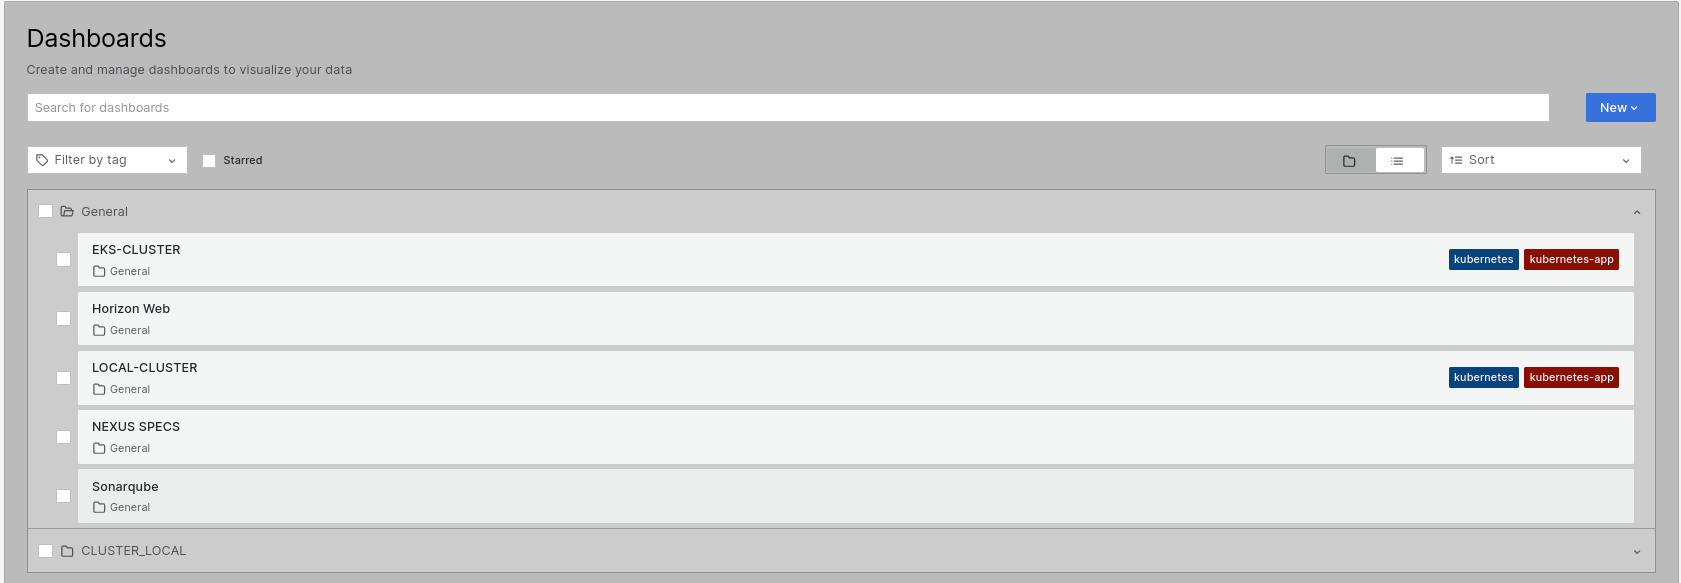 Dashboards
Create and manage dashboards to visualize your data
Search for dashboards
New
Filter by tag
Starred
Sort
General
EKS-CLUSTER
General
kubernetes kubernetes-app
Horizon Web
General
LOCAL-CLUSTER
General
kubernetes kubernetes-app
NEXUS SPECS
General
Sonarqube
General
CLUSTER_LOCAL